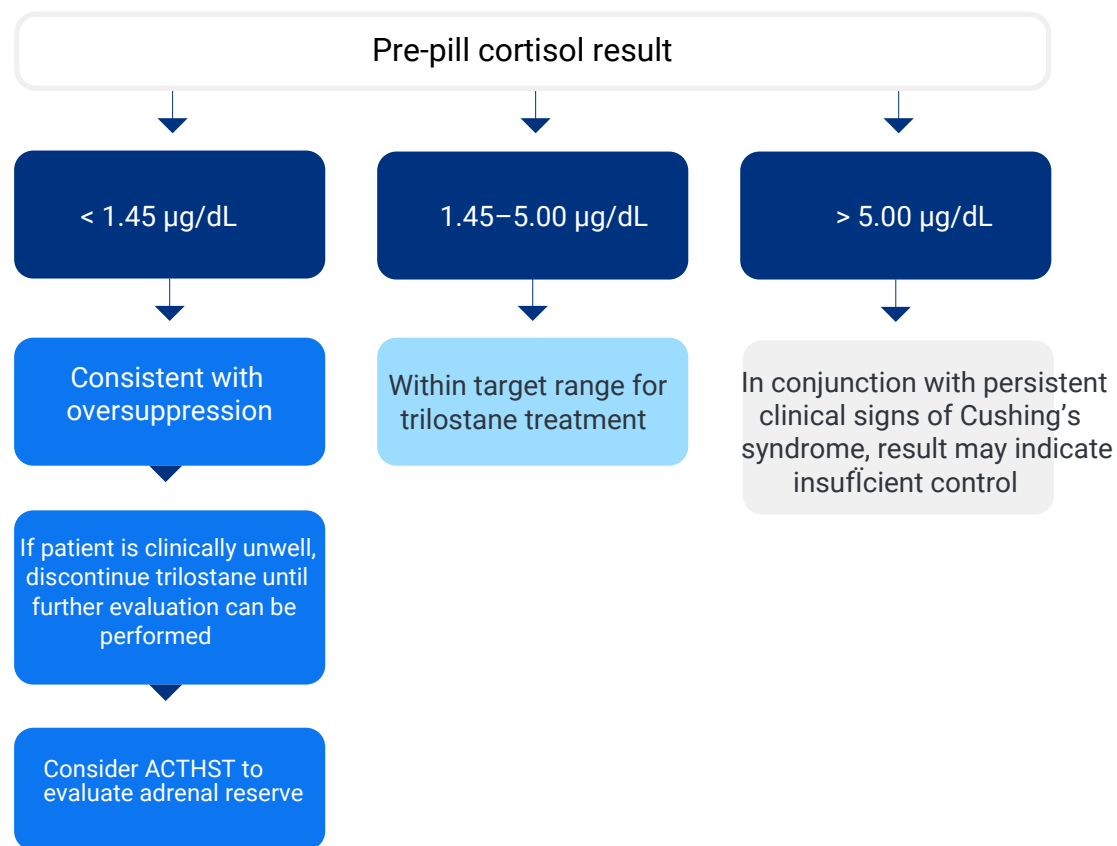 Pre-pill cortisol result
< 1.45 µg/dL
1.45–5.00 µg/dL
> 5.00 µg/dL
Consistent with
oversuppression
Within target range for
trilostane treatment
In conjunction with persistent
clinical signs of Cushing’s
syndrome, result may indicate
insufficient control
If patient is clinically unwell,
discontinue trilostane until
further evaluation can be
performed
Consider ACTHST to
evaluate adrenal reserve